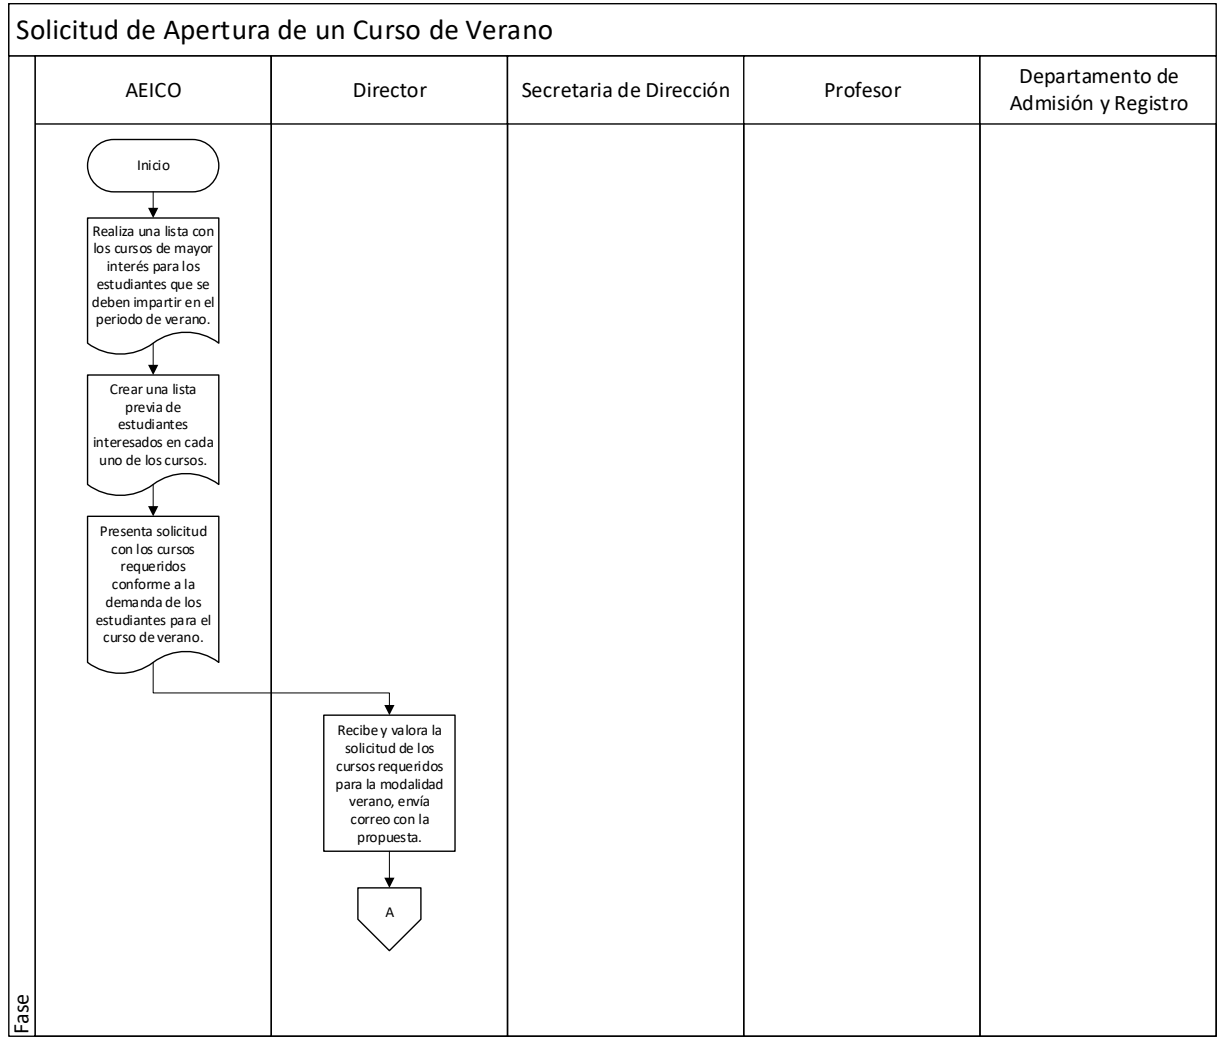 Solicitud de Apertura de un Curso de Verano
AEICO
Director
Secretaria de Dirección
Profesor
Departamento de
Admisión y Registro
Inicio
Realiza una lista con
los cursos de mayor
interés para los
estudiantes que se
deben impartir en el
periodo de verano.
Crear una lista
previa de
estudiantes
interesados en cada
uno de los cursos.
Presenta solicitud
con los cursos
requeridos
conforme a la
demanda de los
estudiantes para el
curso de verano.
Recibe y valora la
solicitud de los
cursos requeridos
para la modalidad
verano, envía
correo con la
propuesta.
A
Fase